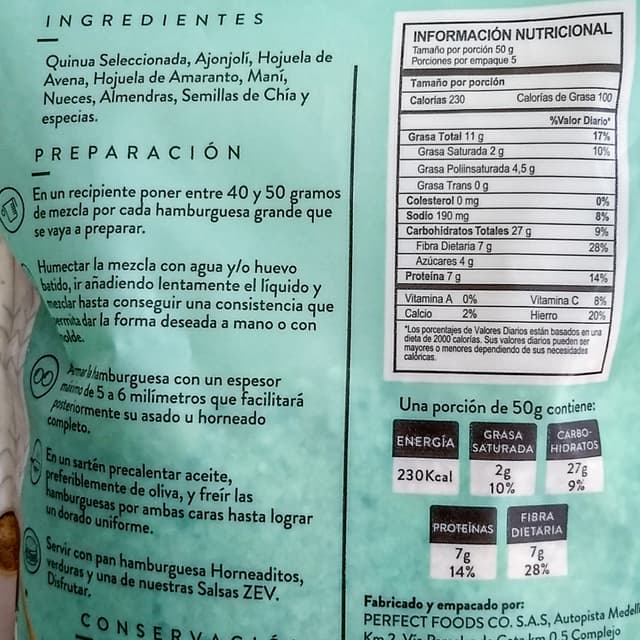 INGREDIENTES
Quinua Seleccionada, Ajonjolí, Hojuela de
Avena, Hojuela de Amaranto, Maní,
Nueces, Almendras, Semillas de Chía y
especias.
PREPARACIÓN
En un recipiente poner entre 40 y 50 gramos
de mezcla por cada hamburguesa grande que
se vaya a preparar.
Humectar la mezcla con agua y/o huevo
batido, ir añadiendo lentamente el líquido y
mezclar hasta conseguir una consistencia que
permita dar la forma deseada a mano o con
molde.
Armar la hamburguesa con un espesor
máximo de 5 a 6 milímetros que facilitará
posteriormente su asado u horneado
completo.
En un sartén precalentar aceite,
preferiblemente de oliva, y freír las
hamburguesas por ambas caras hasta lograr
un dorado uniforme.
Servir con pan hamburguesa Horneaditos,
verduras y una de nuestras Salsas ZEV.
Disfrutar.
INFORMACIÓN NUTRICIONAL
Tamaño por porción 50 g
Porciones por empaque 5
Tamaño por porción
Calorías 230 Calorías de Grasa 100
%Valor Diario*
Grasa Total 11 g 17%
Grasa Saturada 2 g 10%
Grasa Poliinsaturada 4,5 g
Grasa Trans 0 g
Colesterol 0 mg 0%
Sodio 190 mg 8%
Carbohidratos Totales 27 g 9%
Fibra Dietaria 7 g 28%
Azúcares 4 g
Proteína 7 g 14%
Vitamina A 0% Vitamina C 8%
Calcio 2% Hierro 20%
*Los porcentajes de Valores Diarios están basados en una
dieta de 2000 calorías. Sus valores diarios pueden ser
mayores o menores dependiendo de sus necesidades
calóricas.
Una porción de 50g contiene:
ENERGÍA
230Kcal
GRASA
SATURADA
2g
10%
CARBO-
HIDRATOS
27g
9%
PROTEÍNAS
7g
14%
FIBRA
DIETARIA
7g
28%
Fabricado y empacado por:
PERFECT FOODS CO. S.A.S, Autopista
km 0.5 Complejo